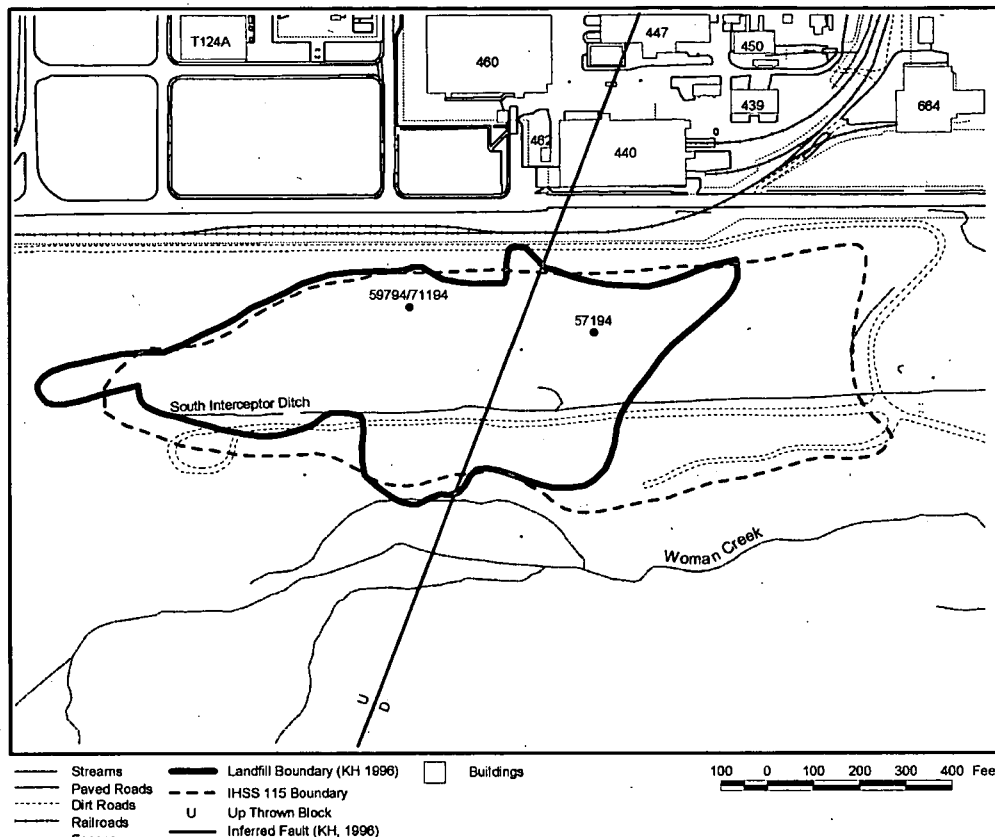 T124A
460
447
450
439
664
462
440
59794/71194
57194
South Interceptor Ditch
Woman Creek
U
D
Streams
Paved Roads
Dirt Roads
Railroads
Landfill Boundary (KH 1996)
IHSS 115 Boundary
U Up Thrown Block
Inferred Fault (KH, 1996)
Buildings
100 0 100 200 300 400 Fee